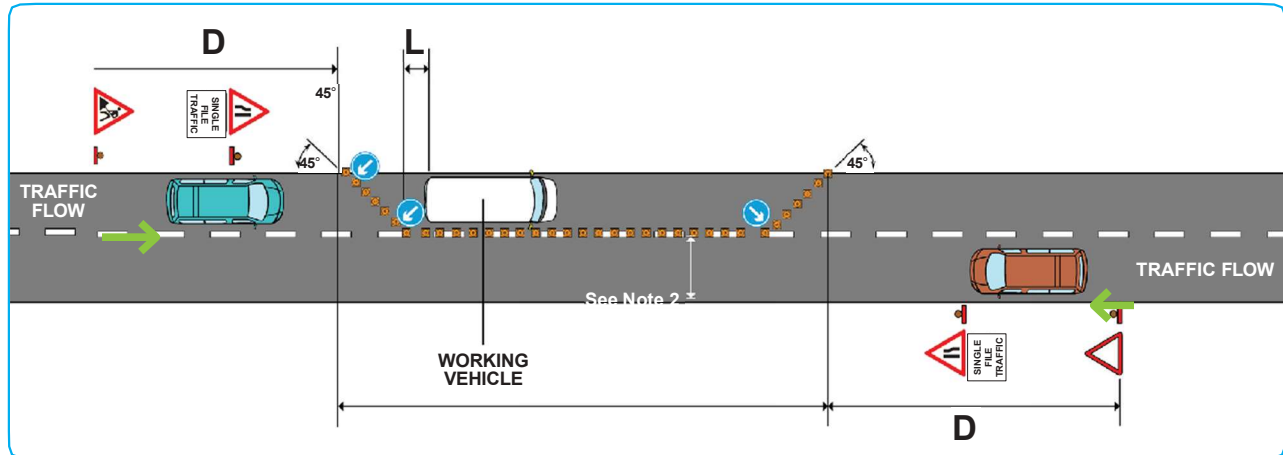 D
L
45°
SINGLE
FILE
TRAFFIC
45°
45°
TRAFFIC
FLOW
TRAFFIC FLOW
See Note 2
WORKING
VEHICLE
SINGLE
FILE
TRAFFIC
D